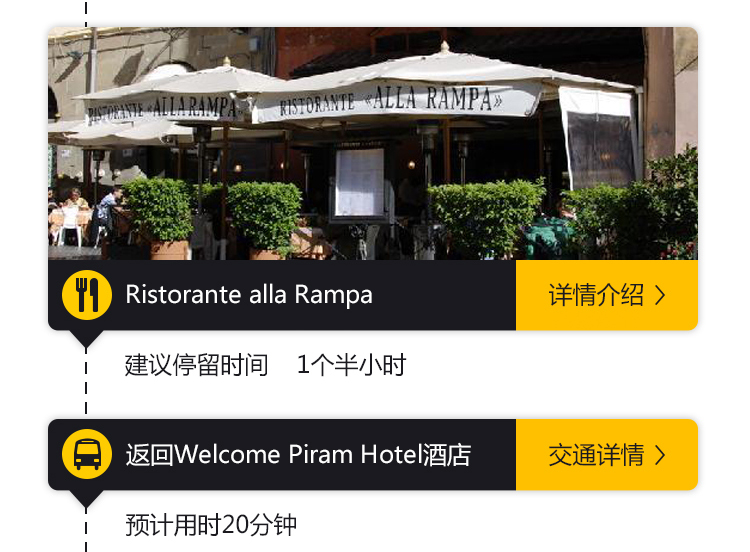 RISTORANTE «ALLA RAMPA»
RISTORANTE «ALLA RAMPA»
Ristorante alla Rampa
详情介绍 >
建议停留时间 1个半小时
返回Welcome Piram Hotel酒店
交通详情 >
预计用时20分钟